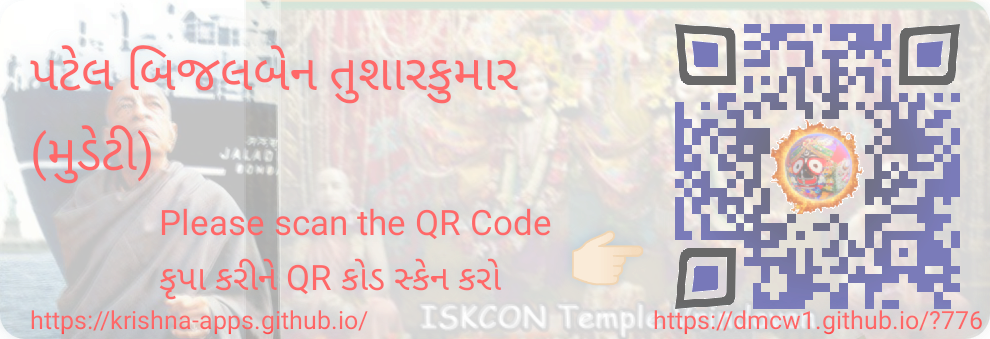 પટેલ બિજલબેન તુશારકુમાર
(મુડેટી)
JALAD
Please scan the QR Code
કૃપા કરીને QR કોડ સ્કેન કરો
ISKCON Temple
https://krishna-apps.github.io/
https://dmcw1.github.io/?776